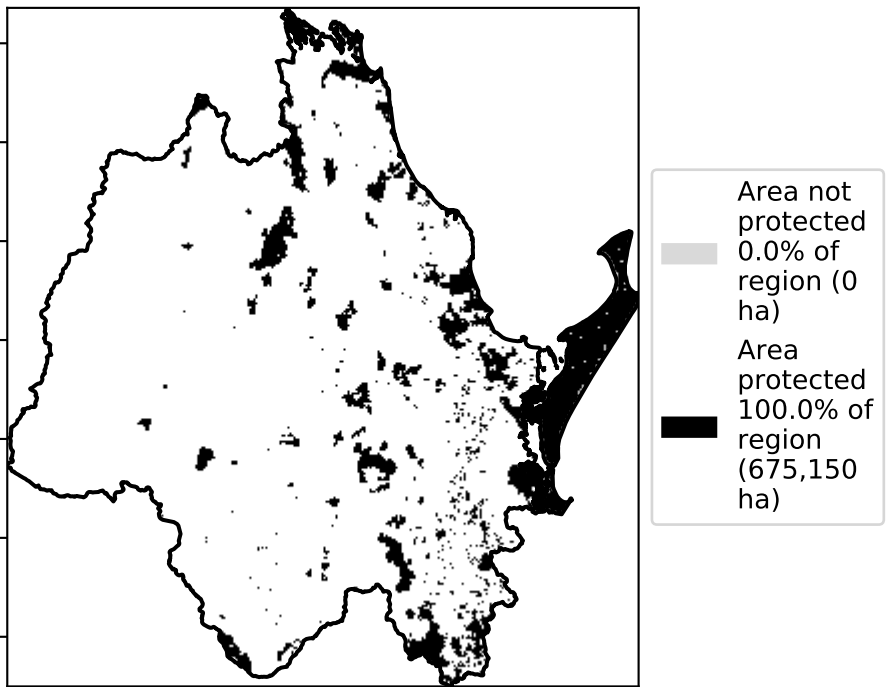 Area not
protected
0.0% of
region (0
ha)
Area
protected
100.0% of
region
(675,150
ha)